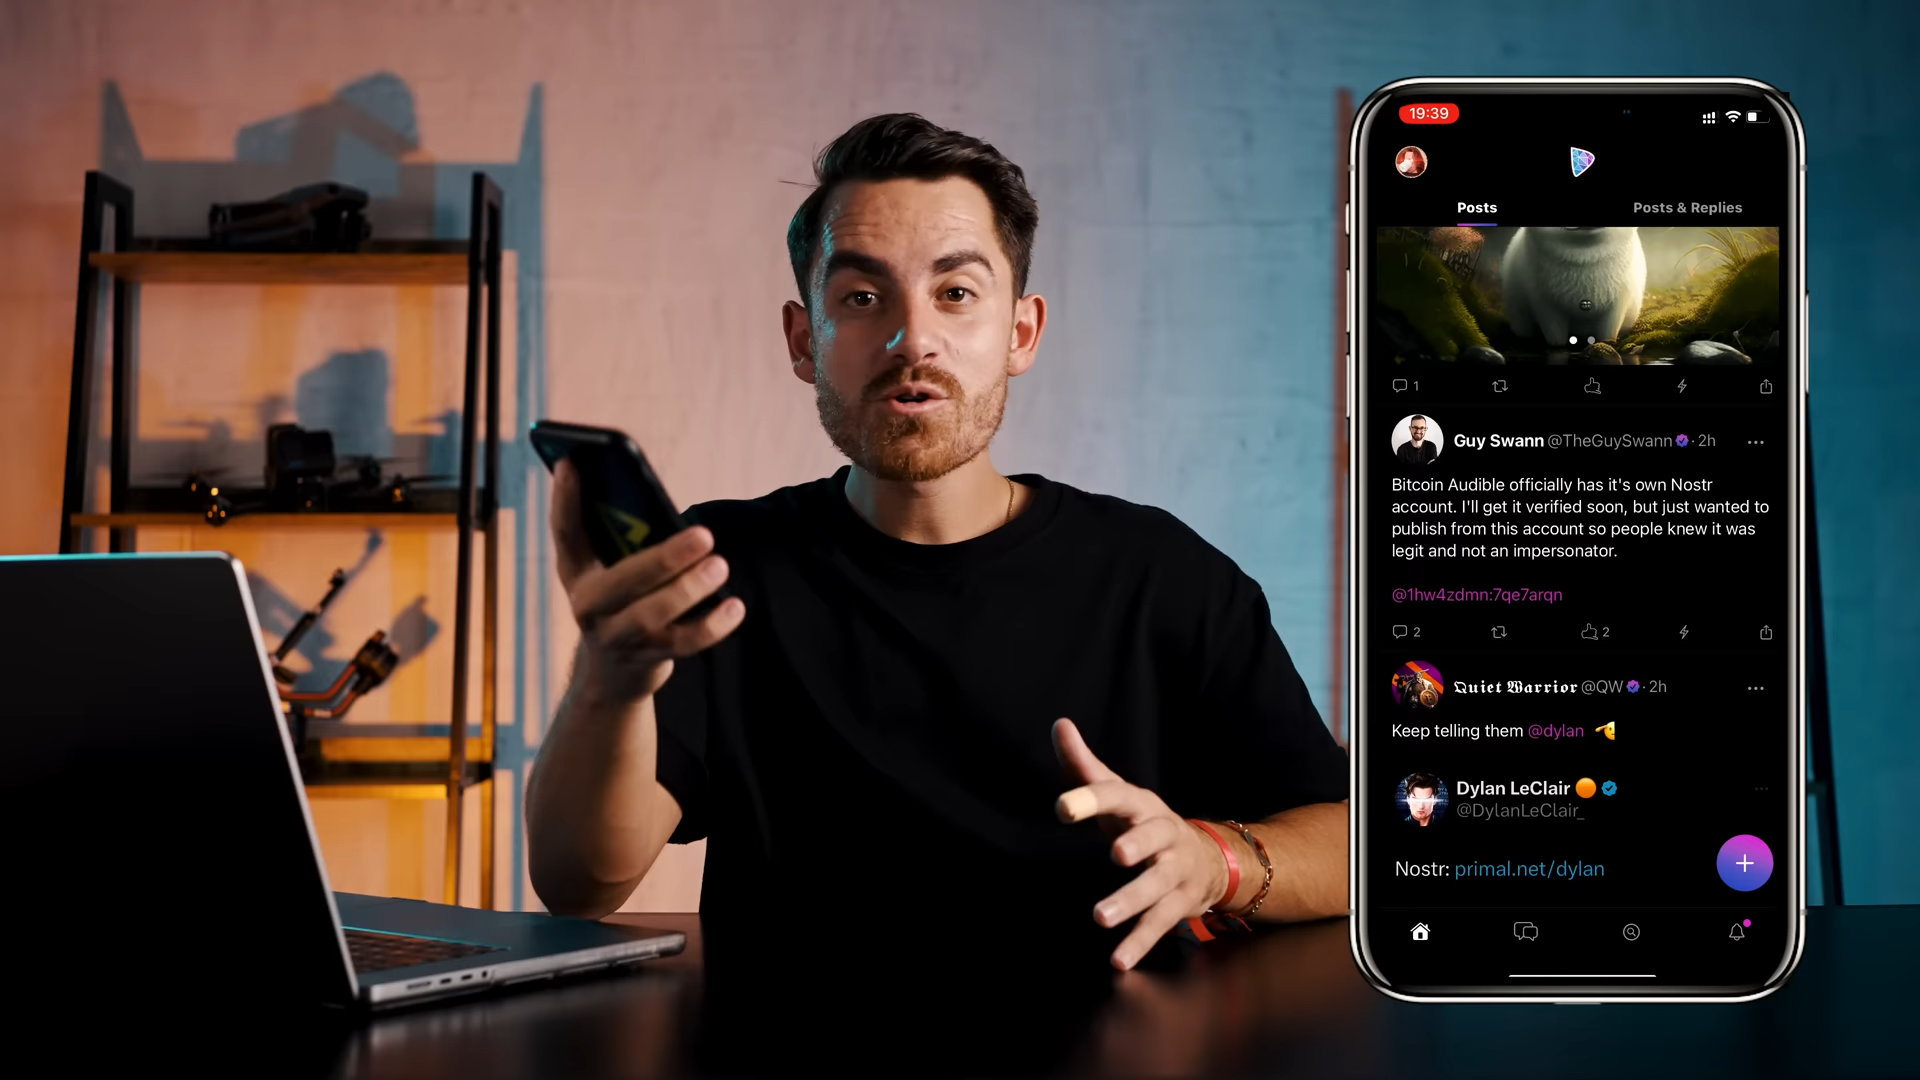 19:39
Posts
Posts & Replies
1
Guy Swann @TheGuySwann · 2h
Bitcoin Audible officially has it's own Nostr
account. I'll get it verified soon, but just wanted to
publish from this account so people knew it was
legit and not an impersonator.
@1hw4zdmn:7qe7arqn
2
2
𝕼𝖚𝖎𝖊𝖙 𝖂𝖆𝖗𝖗𝖎𝖔𝖗 @QW · 2h
Keep telling them @dylan
Dylan LeClair
@DylanLeClair_
Nostr: primal.net/dylan